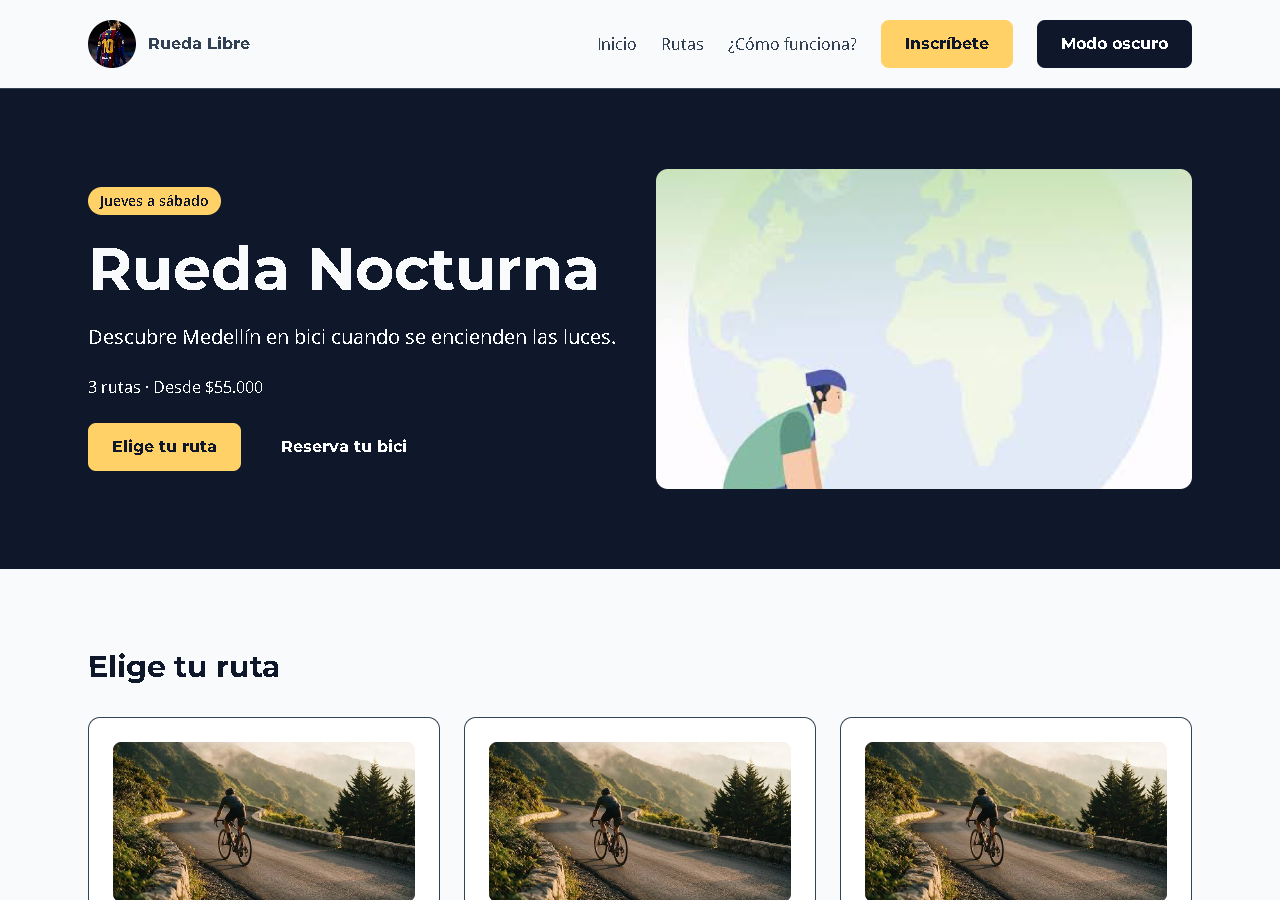 Rueda Libre
Inicio
Rutas
¿Cómo funciona?
Inscríbete
Modo oscuro
Jueves a sábado
Rueda Nocturna
Descubre Medellín en bici cuando se encienden las luces.
3 rutas · Desde $55.000
Elige tu ruta
Reserva tu bici
Elige tu ruta
10